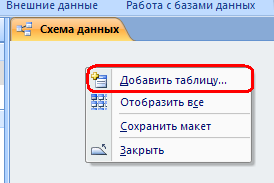 Внешние данные Работа с базами данных
Схема данных
Добавить таблицу...
Отобразить все
Сохранить макет
Закрыть